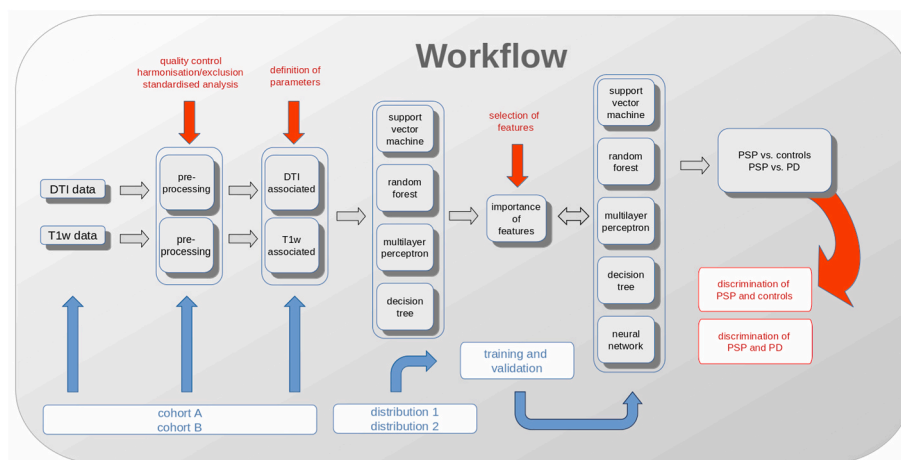 Workflow
quality control
harmonisation/exclusion
standardised analysis
definition of
parameters
selection of
features
DTI data
T1w data
pre-
processing
pre-
processing
DTI
associated
T1w
associated
support
vector
machine
random
forest
multilayer
perceptron
decision
tree
importance
of
features
support
vector
machine
random
forest
multilayer
perceptron
decision
tree
neural
network
PSP vs. controls
PSP vs. PD
discrimination of
PSP and controls
discrimination of
PSP and PD
training and
validation
cohort A
cohort B
distribution 1
distribution 2